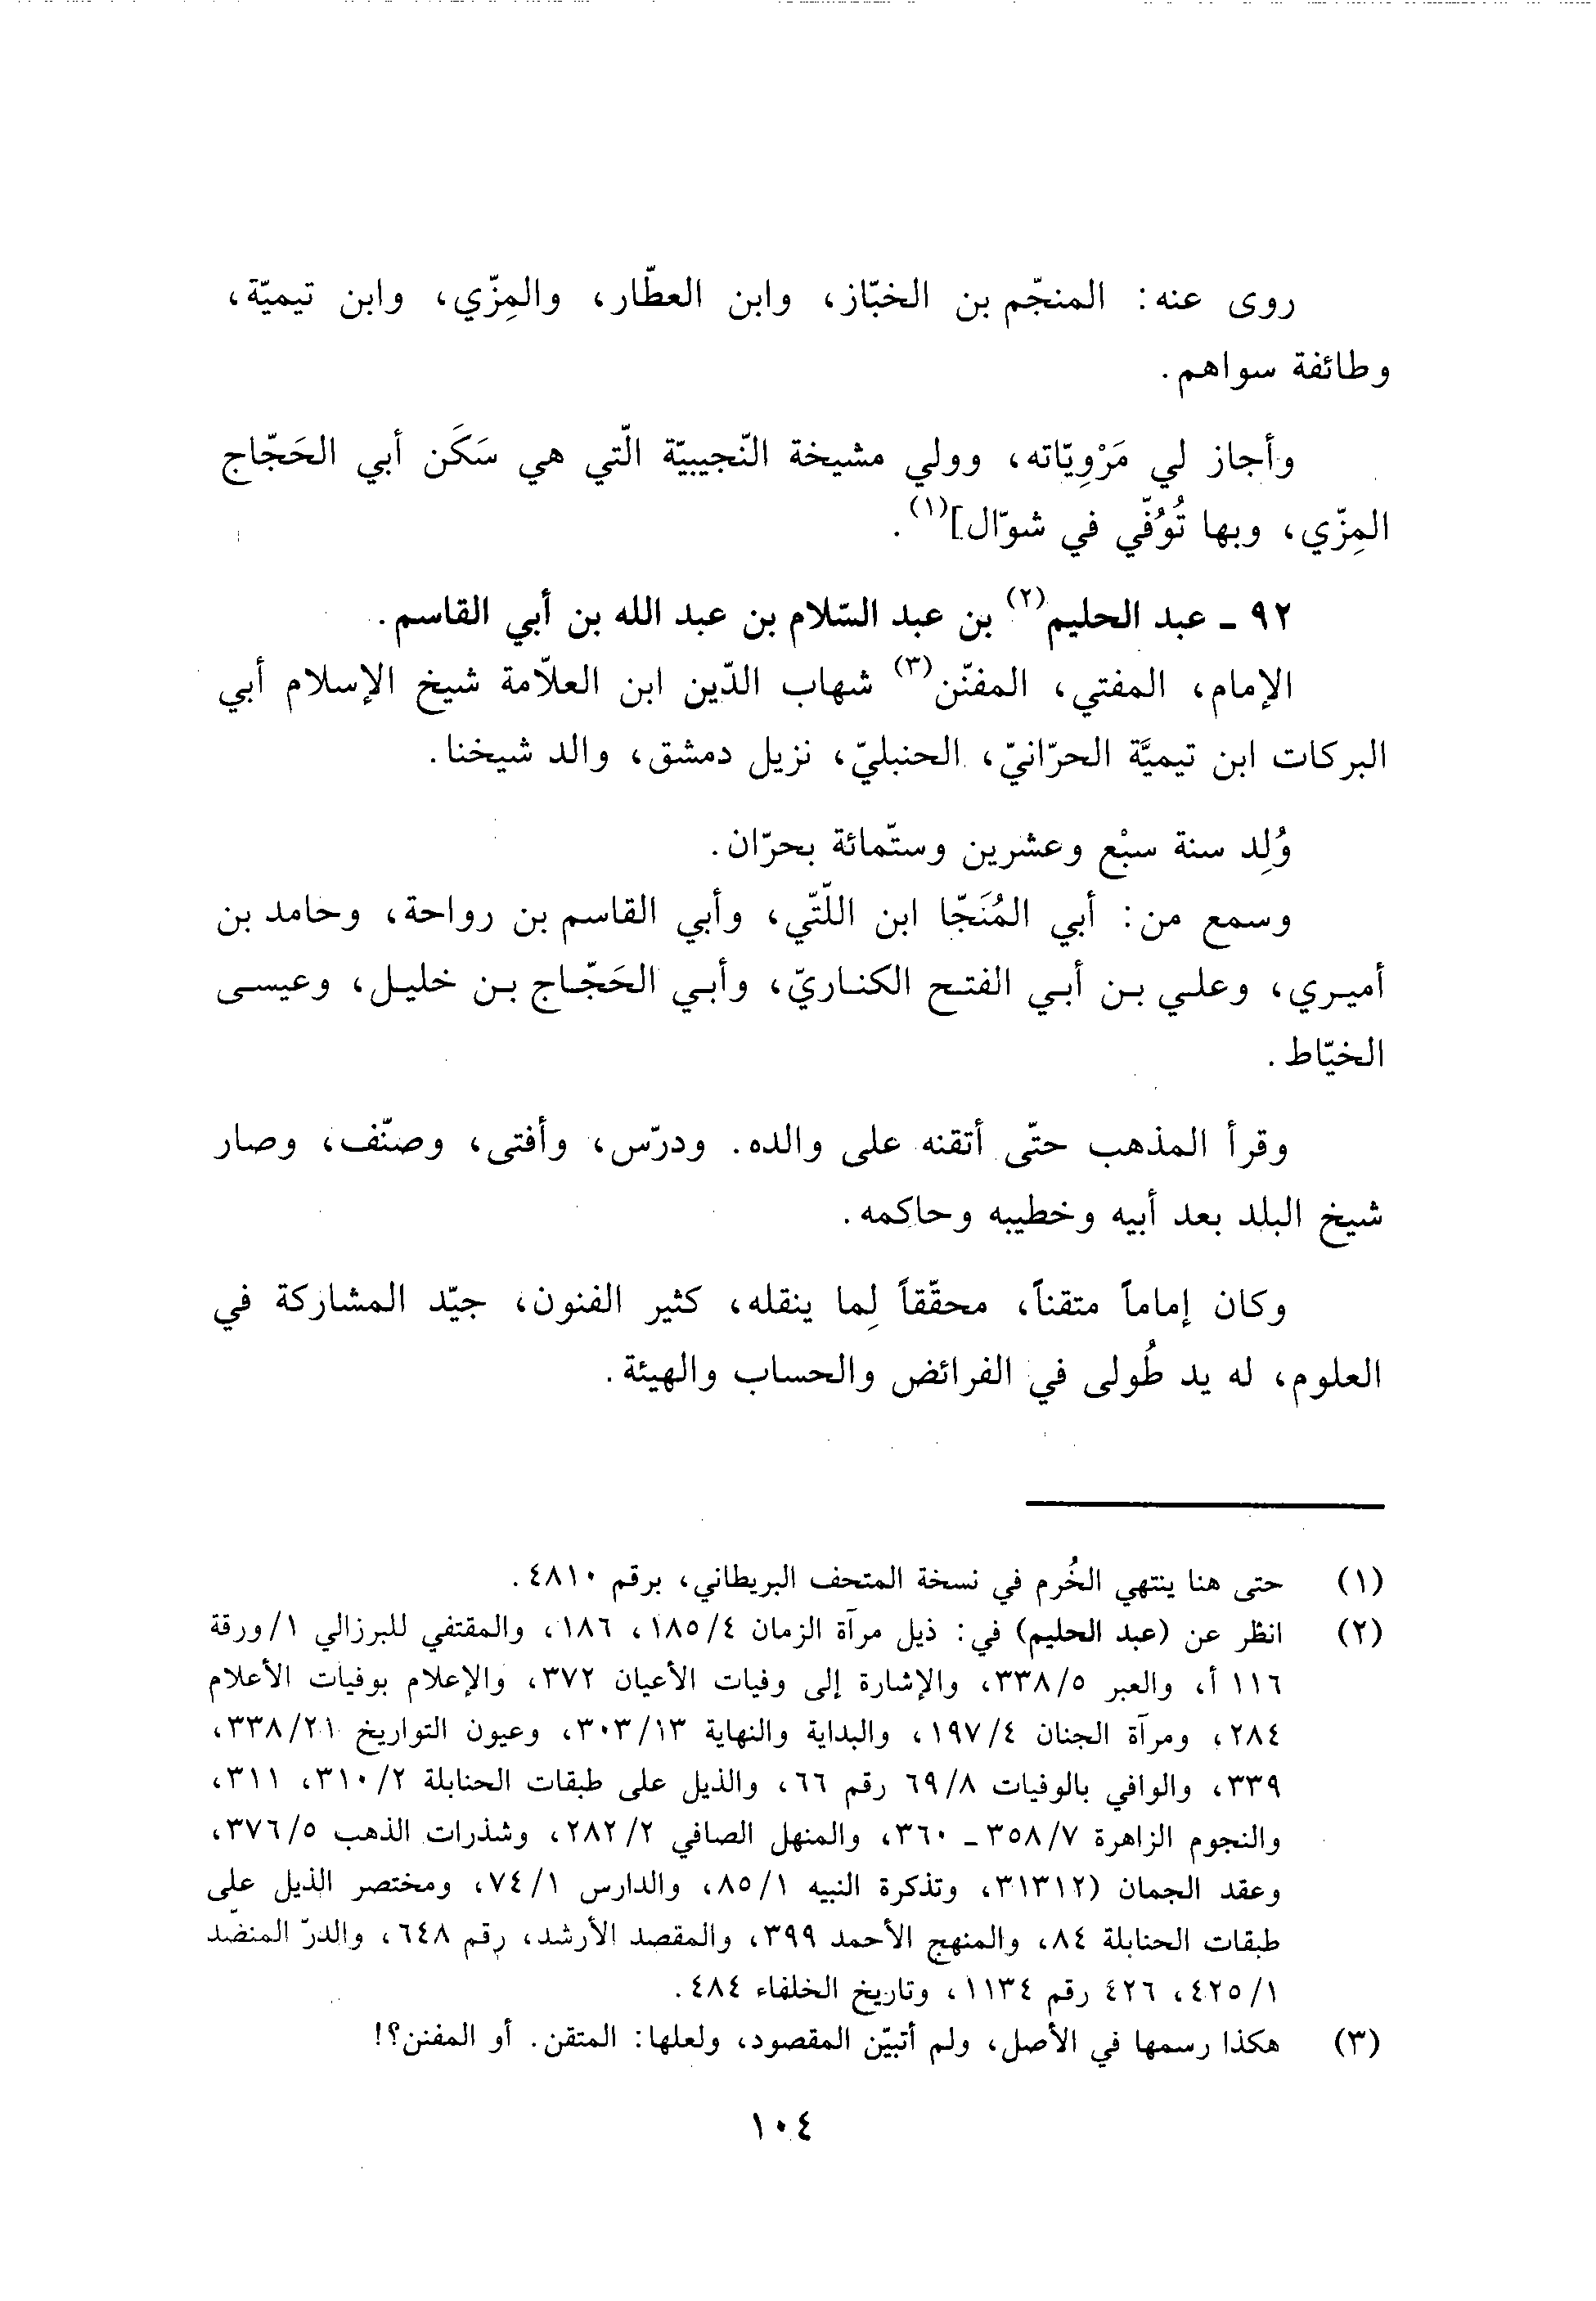 روى عنه: المنجّم بن الخبّاز، وابن العطّار، والمِزّي، وابن تيميّة،
وطائفة سواهم.
وأجاز لي مَرْوِيّاته، وولي مشيخة النّجيبيّة الّتي هي سَكَن أبي الحَجّاج
المِزّي، وبها تُوُفّي في شوّال](١).
٩٢ ـ عبد الحليم(٢) بن عبد السّلام بن عبد الله بن أبي القاسم.
الإمام، المفتي، المفنّن(٣) شهاب الدّين ابن العلاّمة شيخ الإسلام أبي
البركات ابن تيميَّة الحرّانيّ، الحنبليّ، نزيل دمشق، والد شيخنا.
وُلِد سنة سبْع وعشرين وستّمائة بحرّان.
وسمع من: أبي المُنَجّا ابن اللّتّي، وأبي القاسم بن رواحة، وحامد بن
أميري، وعلي بن أبي الفتح الكناريّ، وأبي الحَجّاج بن خليل، وعيسى
الخيّاط.
وقرأ المذهب حتّى أتقنه على والده. ودرّس، وأفتى، وصنّف، وصار
شيخ البلد بعد أبيه وخطيبه وحاكمه.
وكان إماماً متقناً، محقّقاً لِما ينقله، كثير الفنون، جيّد المشاركة في
العلوم، له يد طُولى في الفرائض والحساب والهيئة.
(١) حتى هنا ينتهي الخُرم في نسخة المتحف البريطاني، برقم ٤٨١٠.
(٢) انظر عن (عبد الحليم) في: ذيل مرآة الزمان ١٨٥/٤، ١٨٦، والمقتفي للبرزالي ١/ورقة
١١٦ أ، والعبر ٣٣٨/٥، والإشارة إلى وفيات الأعيان ٣٧٢، والإعلام بوفيات الأعلام
٢٨٤، ومرآة الجنان ١٩٧/٤، والبداية والنهاية ٣٠٣/١٣، وعيون التواريخ ٣٣٨/٢١،
٣٣٩، والوافي بالوفيات ٦٩/٨ رقم ٦٦، والذيل على طبقات الحنابلة ٣١٠/٢، ٣١١،
والنجوم الزاهرة ٣٥٨/٧ ـ ٣٦٠، والمنهل الصافي ٢٨٢/٢، وشذرات الذهب ٣٧٦/٥،
وعقد الجمان (٣١٣١٢، وتذكرة النبيه ٨٥/١، والدارس ٧٤/١، ومختصر الذيل على
طبقات الحنابلة ٨٤، والمنهج الأحمد ٣٩٩، والمقصد الأرشد، رقم ٦٤٨، والدرّ المنضّد
٤٢٥/١، ٤٢٦ رقم ١١٣٤، وتاريخ الخلفاء ٤٨٤.
(٣) هكذا رسمها في الأصل، ولم أتبيّن المقصود، ولعلها: المتقن. أو المفنن؟!
١٠٤